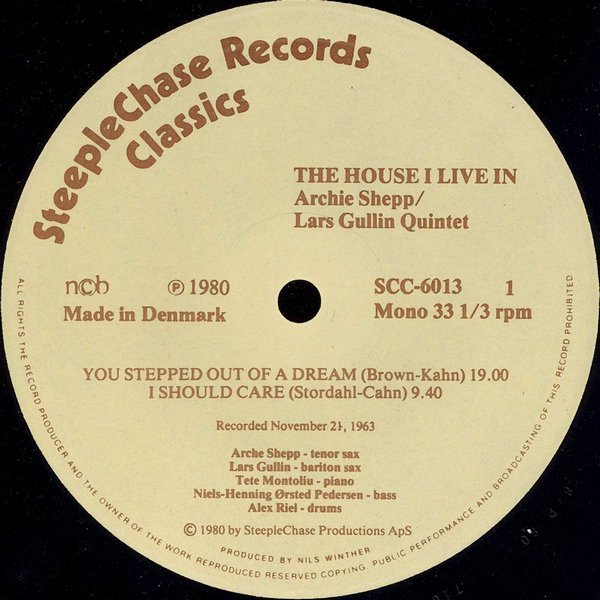 SteepleChase Records
Classics
THE HOUSE I LIVE IN
Archie Shepp/
Lars Gullin Quintet
ncb
℗ 1980
SCC-6013 1
Made in Denmark
Mono 33 1/3 rpm
YOU STEPPED OUT OF A DREAM (Brown-Kahn) 19.00
I SHOULD CARE (Stordahl-Cahn) 9.40
Recorded November 21, 1963
Arche Shepp - tenor sax
Lars Gullin - bariton sax
Tete Montoliu - piano
Niels-Henning Ørsted Pedersen - bass
Alex Riel - drums
© 1980 by SteepleChase Productions ApS
PRODUCED BY NILS WINTHER
ALL RIGHTS THE RECORD PRODUCER AND THE OWNER OF THE WORK REPRODUCED RESERVED COPYING. PUBLIC PERFORMANCE AND BROADCASTING OF THIS RECORD PROHIBITED